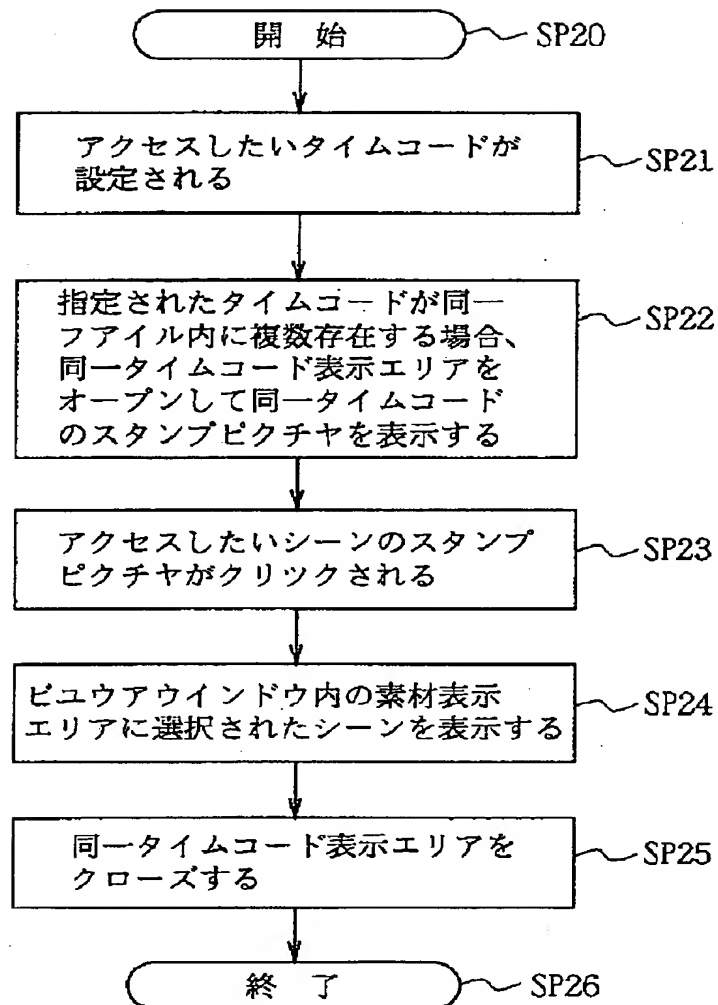 開 始
SP20
アクセスしたいタイムコードが
設定される
SP21
指定されたタイムコードが同一
フアイル内に複数存在する場合、
同一タイムコード表示エリアを
オープンして同一タイムコード
のスタンプピクチヤを表示する
SP22
アクセスしたいシーンのスタンプ
ピクチヤがクリックされる
SP23
ビユウアウインドウ内の素材表示
エリアに選択されたシーンを表示する
SP24
同一タイムコード表示エリアを
クローズする
SP25
終 了
SP26